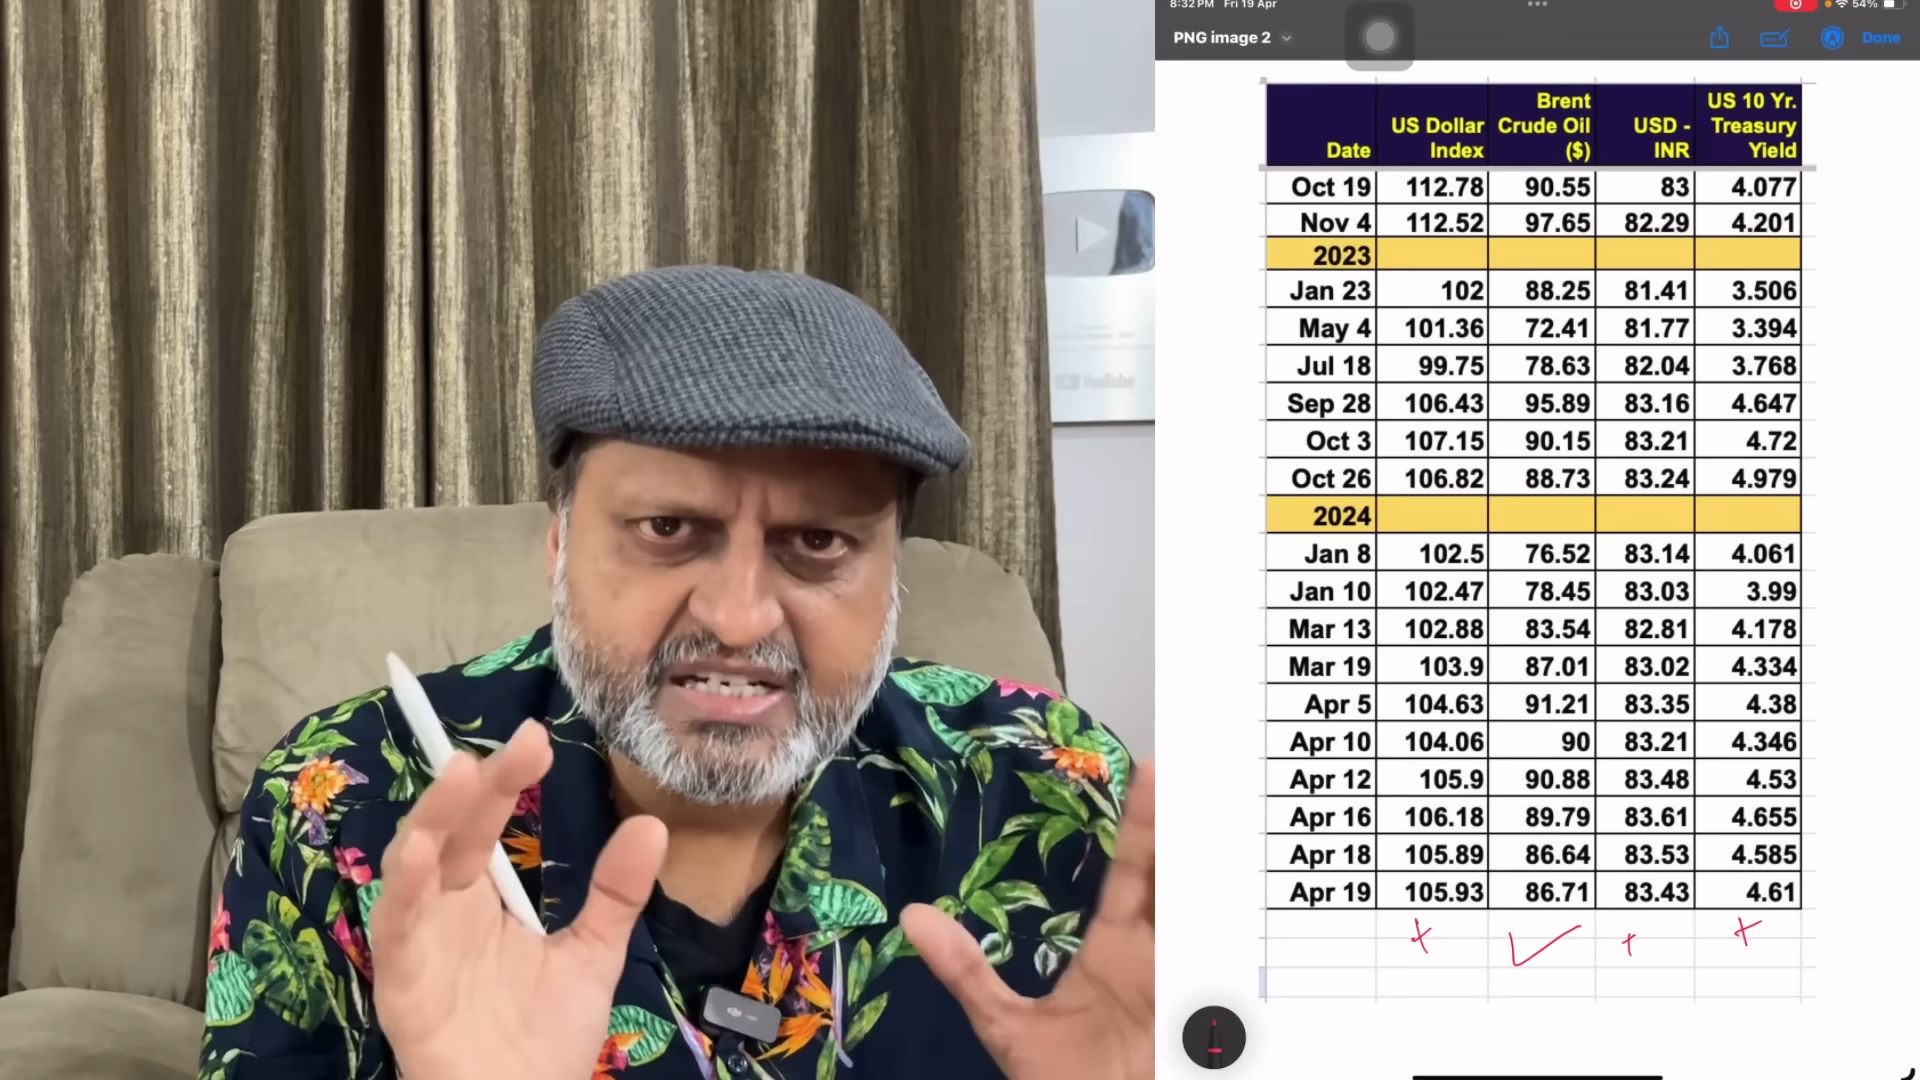 8:32 PM Fri 19 Apr
54%
PNG image 2
Done
Date US Dollar Index Brent Crude Oil ($) USD - INR US 10 Yr. Treasury Yield
Oct 19 112.78 90.55 83 4.077
Nov 4 112.52 97.65 82.29 4.201
2023
Jan 23 102 88.25 81.41 3.506
May 4 101.36 72.41 81.77 3.394
Jul 18 99.75 78.63 82.04 3.768
Sep 28 106.43 95.89 83.16 4.647
Oct 3 107.15 90.15 83.21 4.72
Oct 26 106.82 88.73 83.24 4.979
2024
Jan 8 102.5 76.52 83.14 4.061
Jan 10 102.47 78.45 83.03 3.99
Mar 13 102.88 83.54 82.81 4.178
Mar 19 103.9 87.01 83.02 4.334
Apr 5 104.63 91.21 83.35 4.38
Apr 10 104.06 90 83.21 4.346
Apr 12 105.9 90.88 83.48 4.53
Apr 16 106.18 89.79 83.61 4.655
Apr 18 105.89 86.64 83.53 4.585
Apr 19 105.93 86.71 83.43 4.61
YouTube
dji